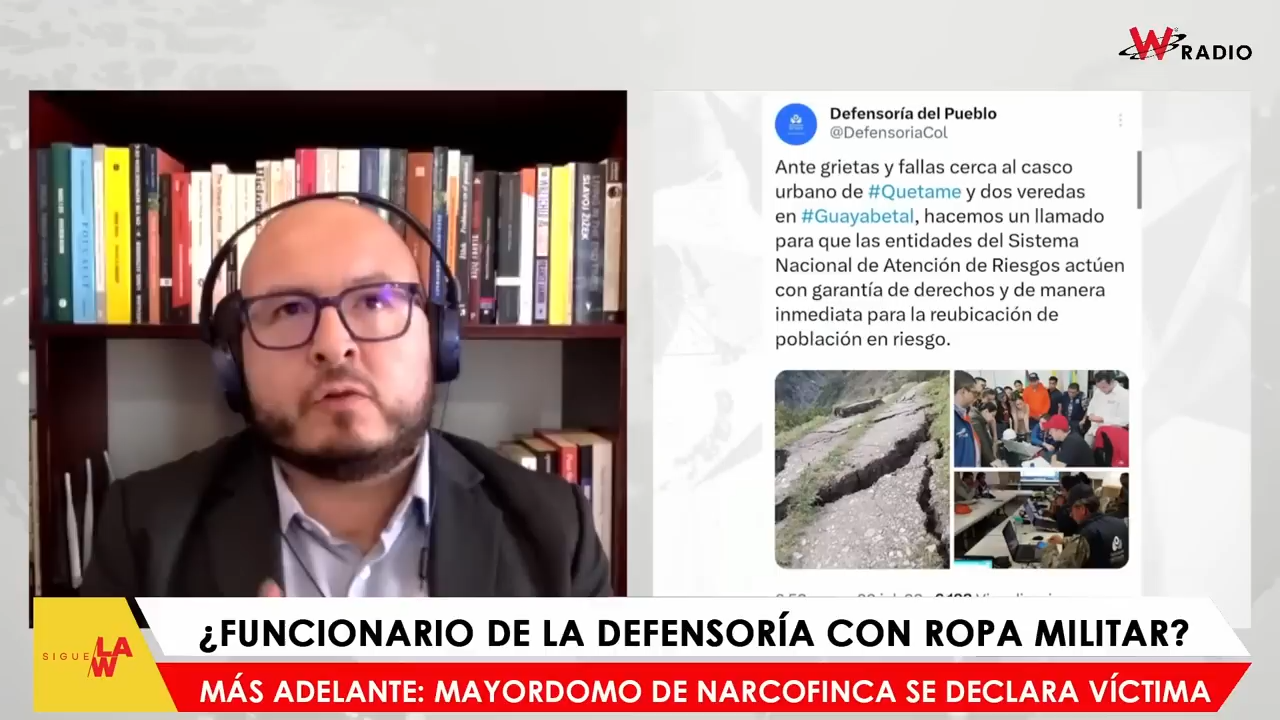 W RADIO
Defensoría del Pueblo
@DefensoriaCol
Ante grietas y fallas cerca al casco
urbano de #Quetame y dos veredas
en #Guayabetal, hacemos un llamado
para que las entidades del Sistema
Nacional de Atención de Riesgos actúen
con garantía de derechos y de manera
inmediata para la reubicación de
población en riesgo.
SLAVOJ ŽIŽEK
SIGUE LA W
¿FUNCIONARIO DE LA DEFENSORÍA CON ROPA MILITAR?
MÁS ADELANTE: MAYORDOMO DE NARCOFINCA SE DECLARA VÍCTIMA